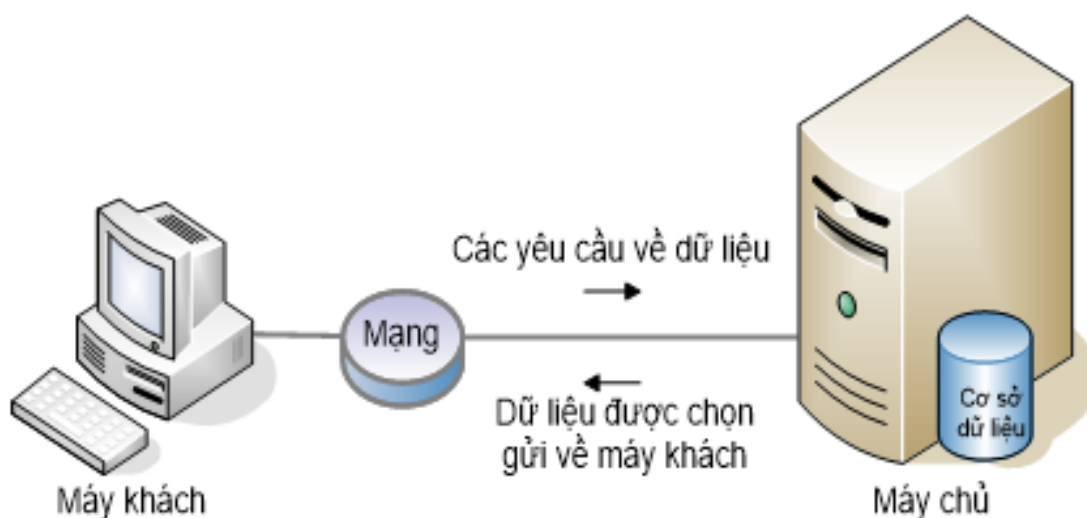 Các yêu cầu về dữ liệu
Mạng
Dữ liệu được chọn
gửi về máy khách
Cơ sở
dữ liệu
Máy khách
Máy chủ